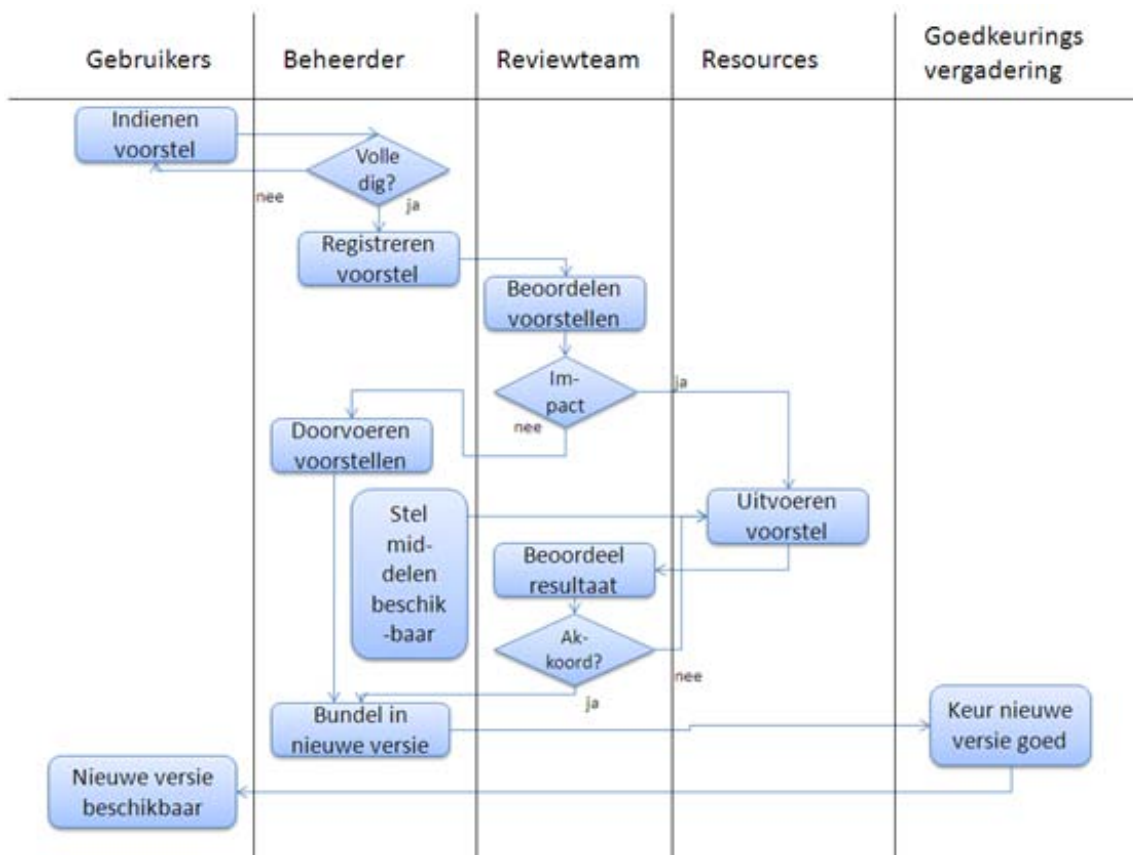 Gebruikers
Beheerder
Reviewteam
Resources
Goedkeurings
vergadering
Indienen
voorstel
Volle
dig?
nee
ja
Registreren
voorstel
Beoordelen
voorstellen
Im-
pact
ja
nee
Doorvoeren
voorstellen
Stel
mid-
delen
beschik
-baar
Uitvoeren
voorstel
Beoordeel
resultaat
Ak-
koord?
nee
ja
Bundel in
nieuwe versie
Keur nieuwe
versie goed
Nieuwe versie
beschikbaar